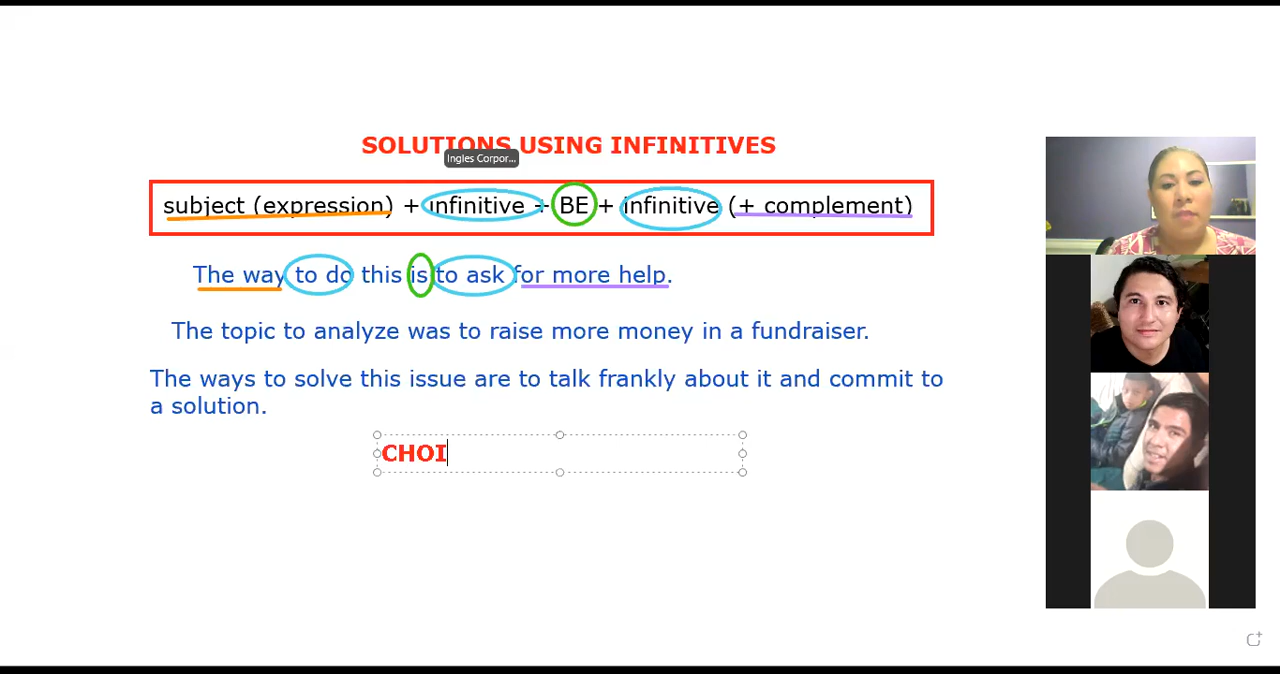 SOLUTIONS USING INFINITIVES
Ingles Corpor...
subject (expression) + infinitive + BE + infinitive (+ complement)
The way to do this is to ask for more help.
The topic to analyze was to raise more money in a fundraiser.
The ways to solve this issue are to talk frankly about it and commit to
a solution.
CHOI